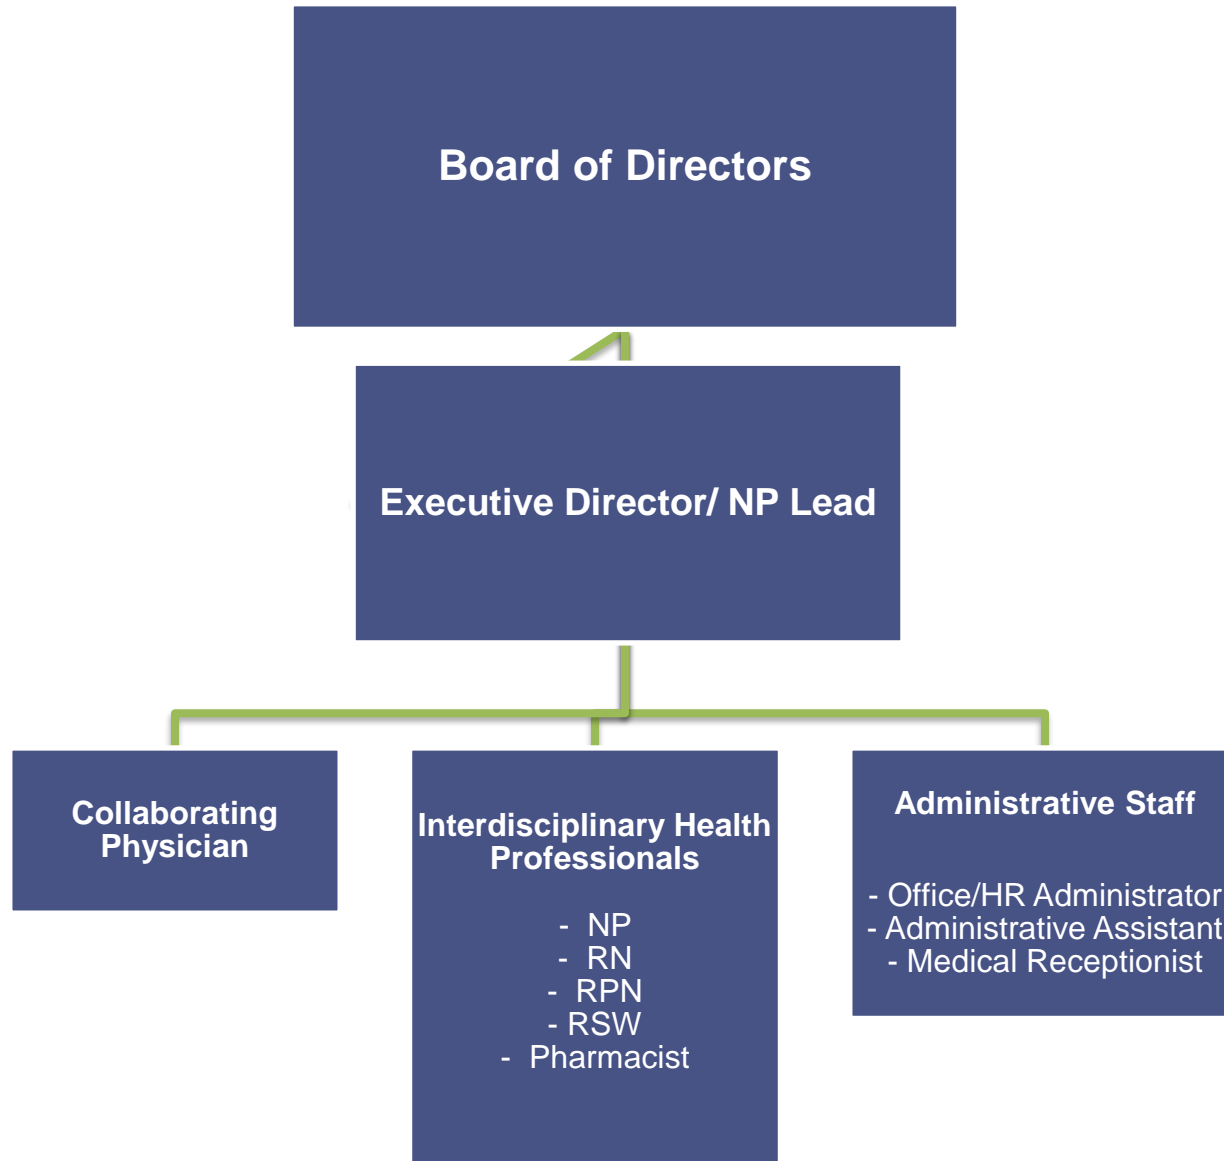 Board of Directors
Executive Director/ NP Lead
Collaborating
Physician
Interdisciplinary Health
Professionals
- NP
- RN
- RPN
- RSW
- Pharmacist
Administrative Staff
- Office/HR Administrator
- Administrative Assistant
- Medical Receptionist